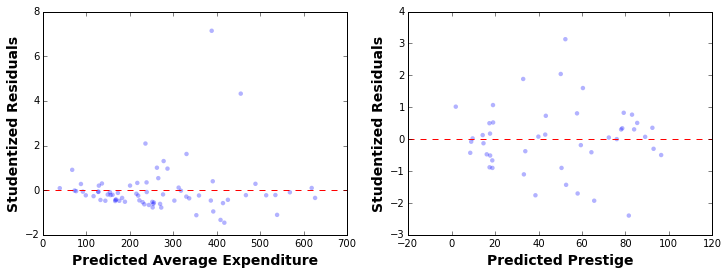 8
6
4
2
0
−2
0 100 200 300 400 500 600 700
Studentized Residuals
Predicted Average Expenditure
4
3
2
1
0
−1
−2
−3
−20 0 20 40 60 80 100 120
Studentized Residuals
Predicted Prestige